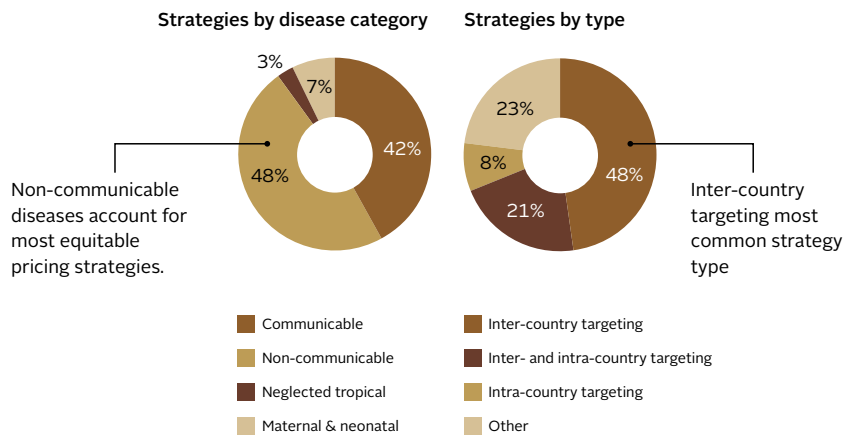 Strategies by disease category
3%
7%
42%
48%
Non-communicable
diseases account for
most equitable
pricing strategies.
Communicable
Non-communicable
Neglected tropical
Maternal & neonatal
Strategies by type
23%
8%
48%
21%
Inter-country
targeting most
common strategy
type
Inter-country targeting
Inter- and intra-country targeting
Intra-country targeting
Other